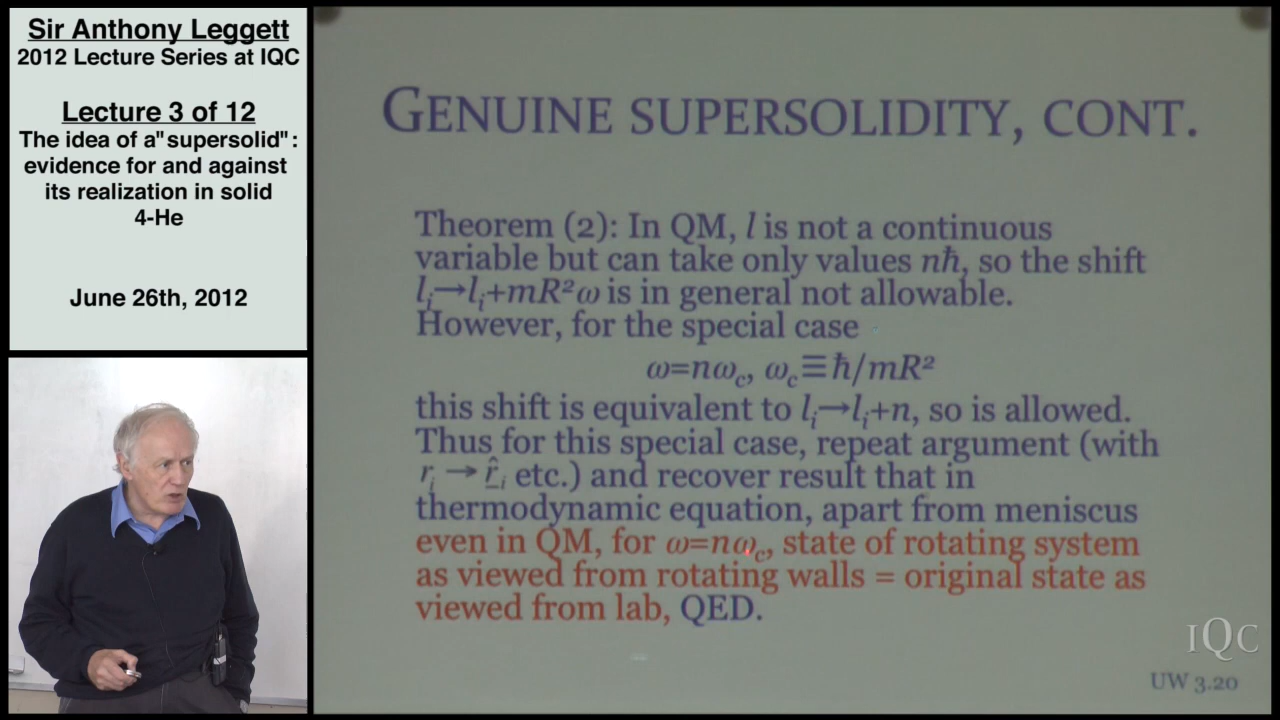 Sir Anthony Leggett
2012 Lecture Series at IQC
Lecture 3 of 12
The idea of a"supersolid":
evidence for and against
its realization in solid
4-He
June 26th, 2012
GENUINE SUPERSOLIDITY, CONT.
Theorem (2): In QM, l is not a continuous
variable but can take only values nħ, so the shift
lᵢ→lᵢ+mR²ω is in general not allowable.
However, for the special case
ω=nω꜀, ω꜀≡ħ/mR²
this shift is equivalent to lᵢ→lᵢ+n, so is allowed.
Thus for this special case, repeat argument (with
rᵢ → r̂ᵢ etc.) and recover result that in
thermodynamic equation, apart from meniscus
even in QM, for ω=nω꜀, state of rotating system
as viewed from rotating walls = original state as
viewed from lab, QED.
IQC
UW 3.20